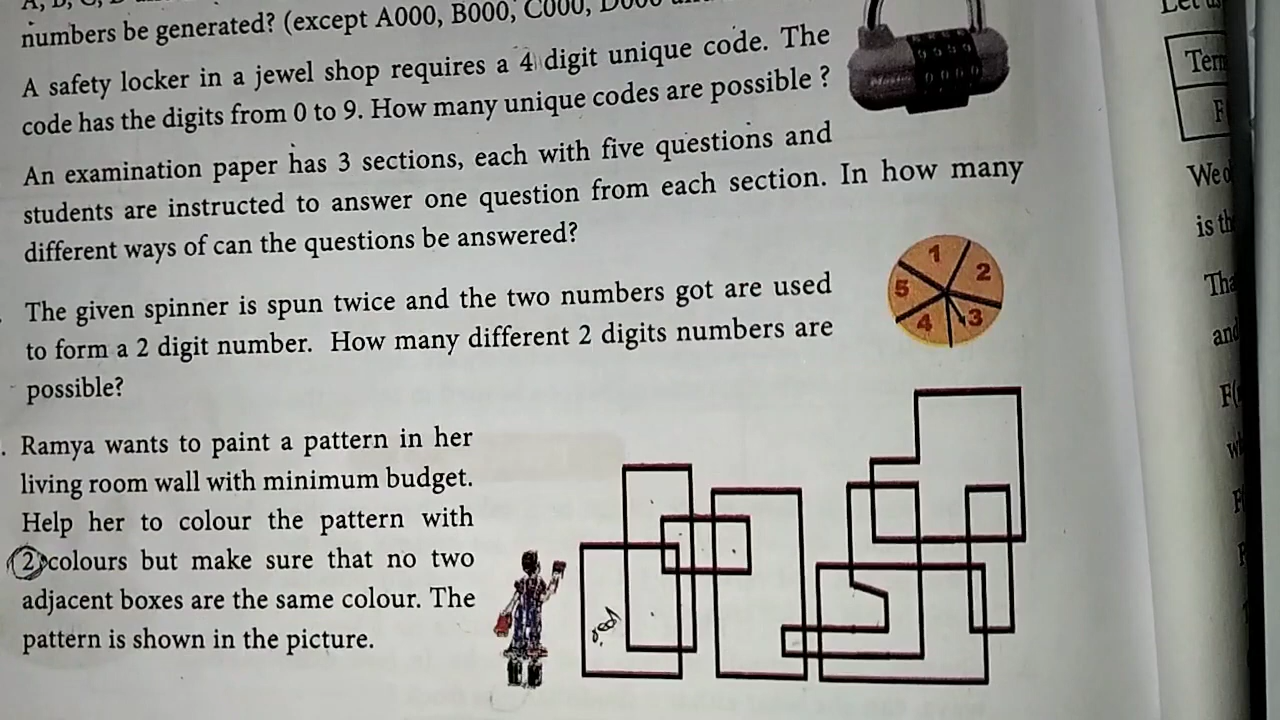 numbers be generated? (except A000, B000, C000, D000
A safety locker in a jewel shop requires a 4 digit unique code. The
code has the digits from 0 to 9. How many unique codes are possible ?
An examination paper has 3 sections, each with five questions and
students are instructed to answer one question from each section. In how many
different ways of can the questions be answered?
The given spinner is spun twice and the two numbers got are used
to form a 2 digit number. How many different 2 digits numbers are
possible?
1
2
5
4
3
. Ramya wants to paint a pattern in her
living room wall with minimum budget.
Help her to colour the pattern with
2 colours but make sure that no two
adjacent boxes are the same colour. The
pattern is shown in the picture.
red
Let us
We
is
and